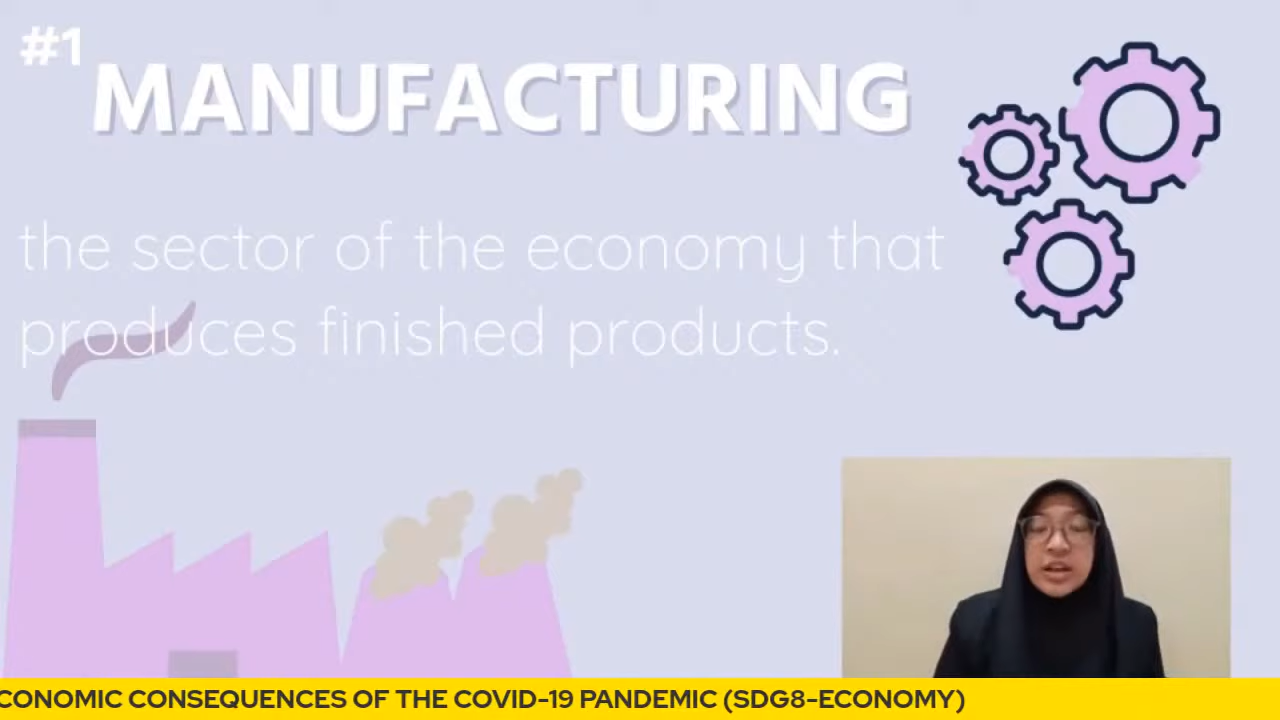 #1
MANUFACTURING
the sector of the economy that
produces finished products.
CONOMIC CONSEQUENCES OF THE COVID-19 PANDEMIC (SDG8-ECONOMY)